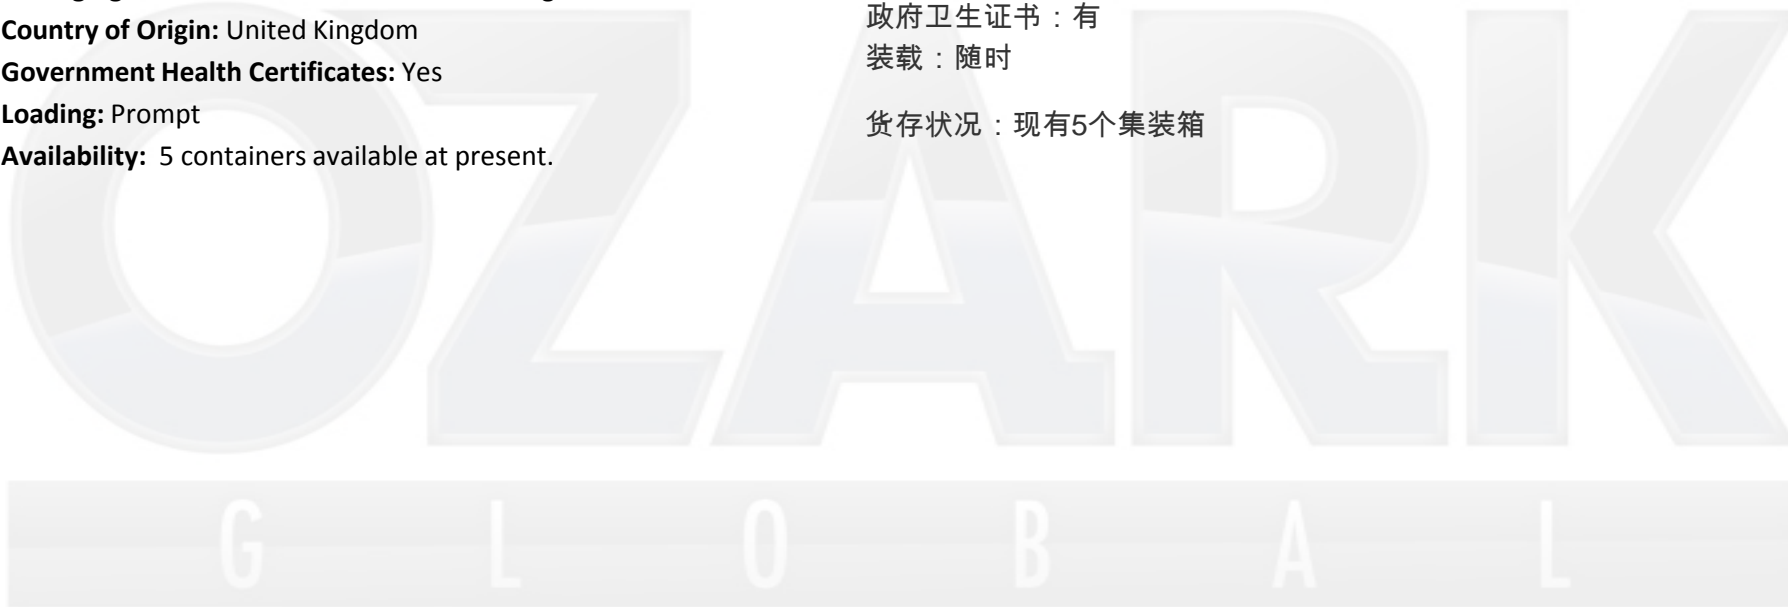 Country of Origin: United Kingdom
Government Health Certificates: Yes
Loading: Prompt
Availability: 5 containers available at present.
政府卫生证书：有
装载：随时
货存状况：现有5个集装箱
OZARK
GLOBAL